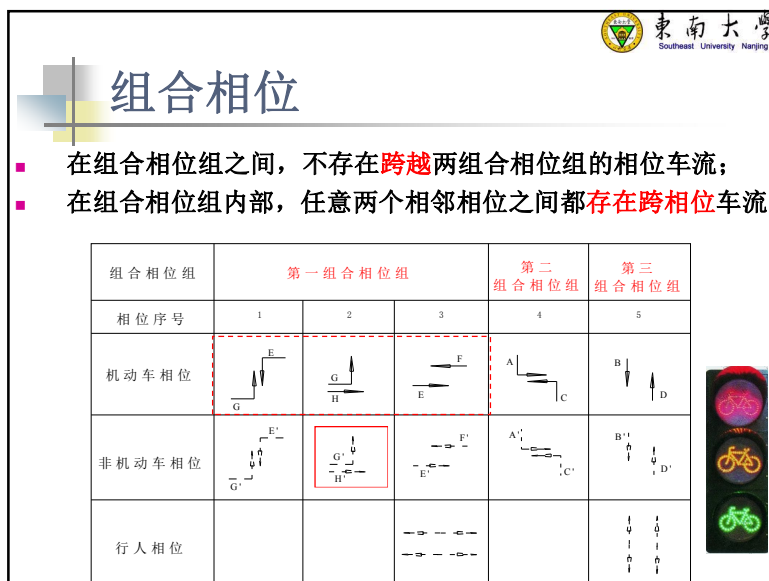 東南大學
Southeast University Nanjing
组合相位
在组合相位组之间，不存在跨越两组合相位组的相位车流；
在组合相位组内部，任意两个相邻相位之间都存在跨相位车流
组合相位组 第一组合相位组 第二组合相位组 第三组合相位组
相位序号 1 2 3 4 5
机动车相位 E G G H F E A C B D
非机动车相位 E' G' G' H' F' E' A' C' B' D'
行人相位